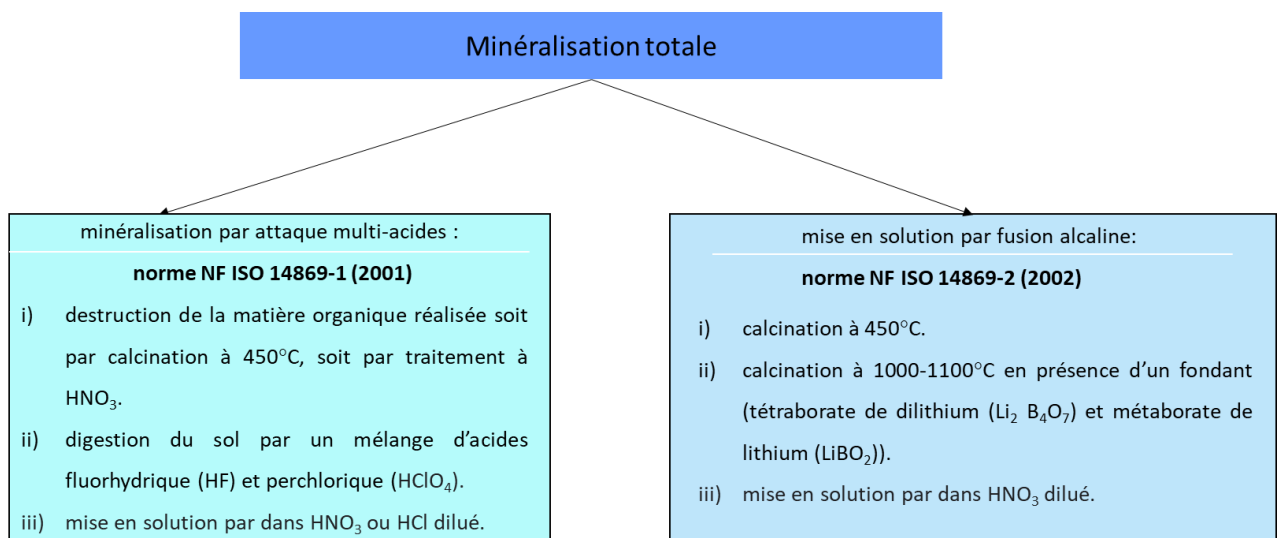 Minéralisation totale
minéralisation par attaque multi-acides :
norme NF ISO 14869-1 (2001)
i) destruction de la matière organique réalisée soit
par calcination à 450°C, soit par traitement à
HNO₃.
ii) digestion du sol par un mélange d’acides
fluorhydrique (HF) et perchlorique (HClO₄).
iii) mise en solution par dans HNO₃ ou HCl dilué.
mise en solution par fusion alcaline:
norme NF ISO 14869-2 (2002)
i) calcination à 450°C.
ii) calcination à 1000-1100°C en présence d’un fondant
(tétraborate de dilithium (Li₂ B₄O₇) et métaborate de
lithium (LiBO₂)).
iii) mise en solution par dans HNO₃ dilué.